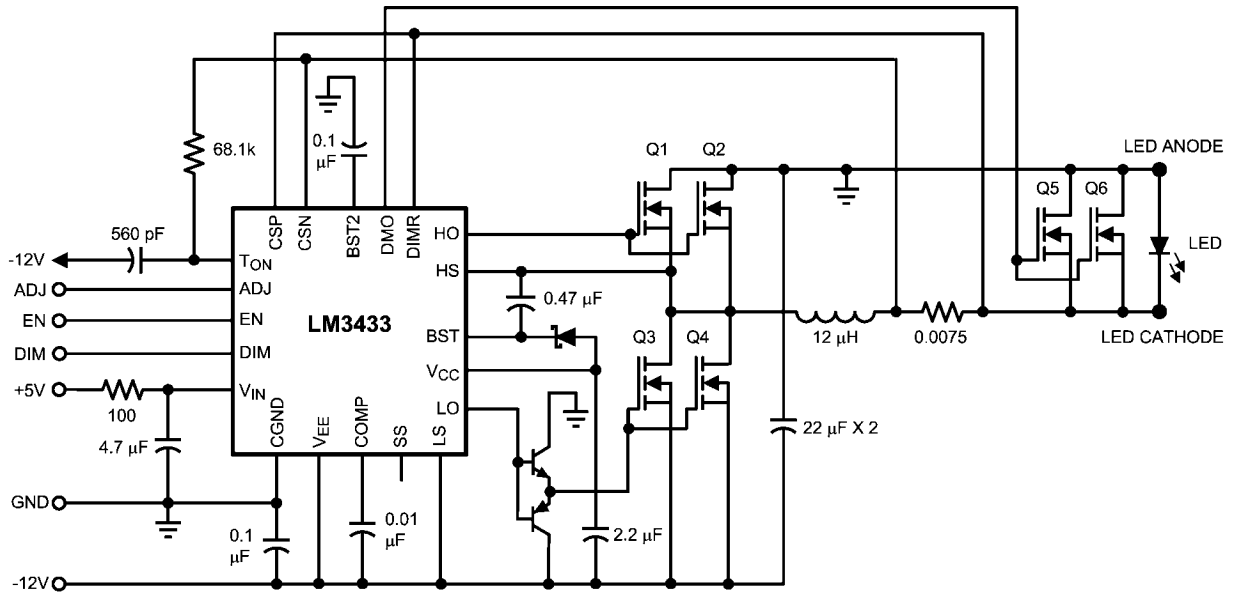 0.1
µF
68.1k
Q1
Q2
LED ANODE
Q5
Q6
CSP
CSN
BST2
DMO
DIMR
560 pF
-12V
TON
HO
LED
ADJ
ADJ
HS
EN
EN
0.47 µF
LM3433
BST
Q3
Q4
12 µH
0.0075
LED CATHODE
DIM
DIM
VCC
+5V
VIN
100
LO
4.7 µF
CGND
VEE
COMP
SS
LS
22 µF X 2
GND
0.1
µF
0.01
µF
2.2 µF
-12V